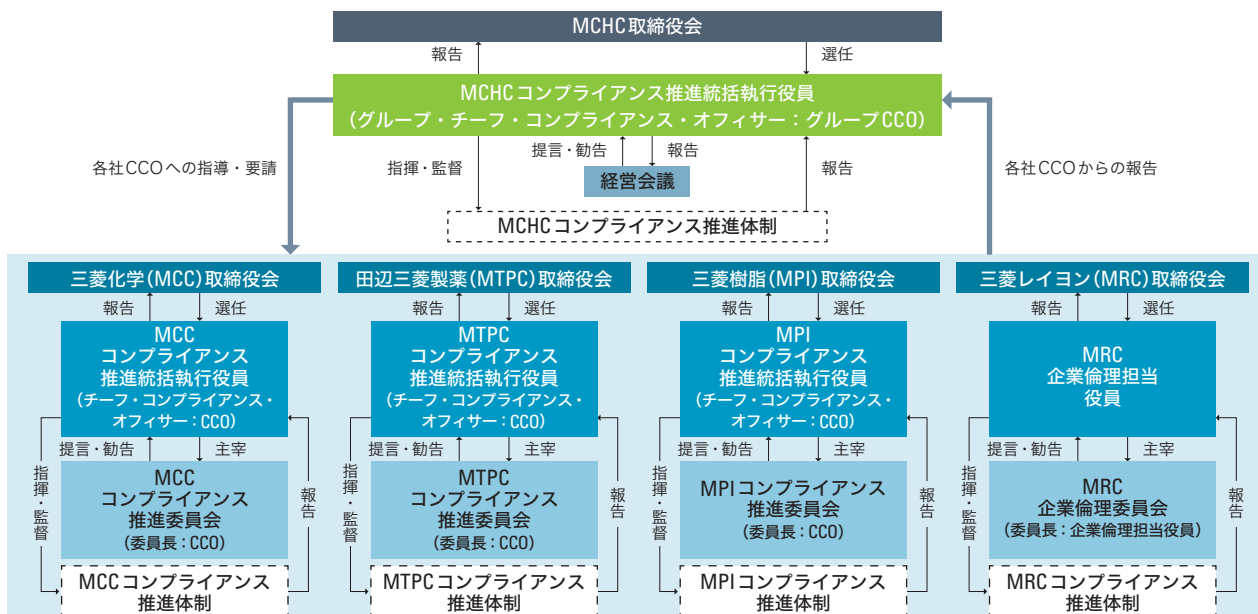 MCHC取締役会
報告
選任
MCHCコンプライアンス推進統括執行役員
（グループ・チーフ・コンプライアンス・オフィサー：グループCCO）
各社CCOへの指導・要請
指揮・監督
提言・勧告
報告
経営会議
報告
各社CCOからの報告
MCHCコンプライアンス推進体制
三菱化学(MCC)取締役会
報告
選任
MCC
コンプライアンス
推進統括執行役員
（チーフ・コンプライアンス・
オフィサー：CCO）
提言・勧告
主宰
指揮・監督
報告
MCC
コンプライアンス
推進委員会
（委員長：CCO）
MCCコンプライアンス
推進体制
田辺三菱製薬(MTPC)取締役会
報告
選任
MTPC
コンプライアンス
推進統括執行役員
（チーフ・コンプライアンス・
オフィサー：CCO）
提言・勧告
主宰
指揮・監督
報告
MTPC
コンプライアンス
推進委員会
（委員長：CCO）
MTPCコンプライアンス
推進体制
三菱樹脂(MPI)取締役会
報告
選任
MPI
コンプライアンス
推進統括執行役員
（チーフ・コンプライアンス・
オフィサー：CCO）
提言・勧告
主宰
指揮・監督
報告
MPIコンプライアンス
推進委員会
（委員長：CCO）
MPIコンプライアンス
推進体制
三菱レイヨン(MRC)取締役会
報告
選任
MRC
企業倫理担当
役員
提言・勧告
主宰
指揮・監督
報告
MRC
企業倫理委員会
（委員長：企業倫理担当役員）
MRCコンプライアンス
推進体制